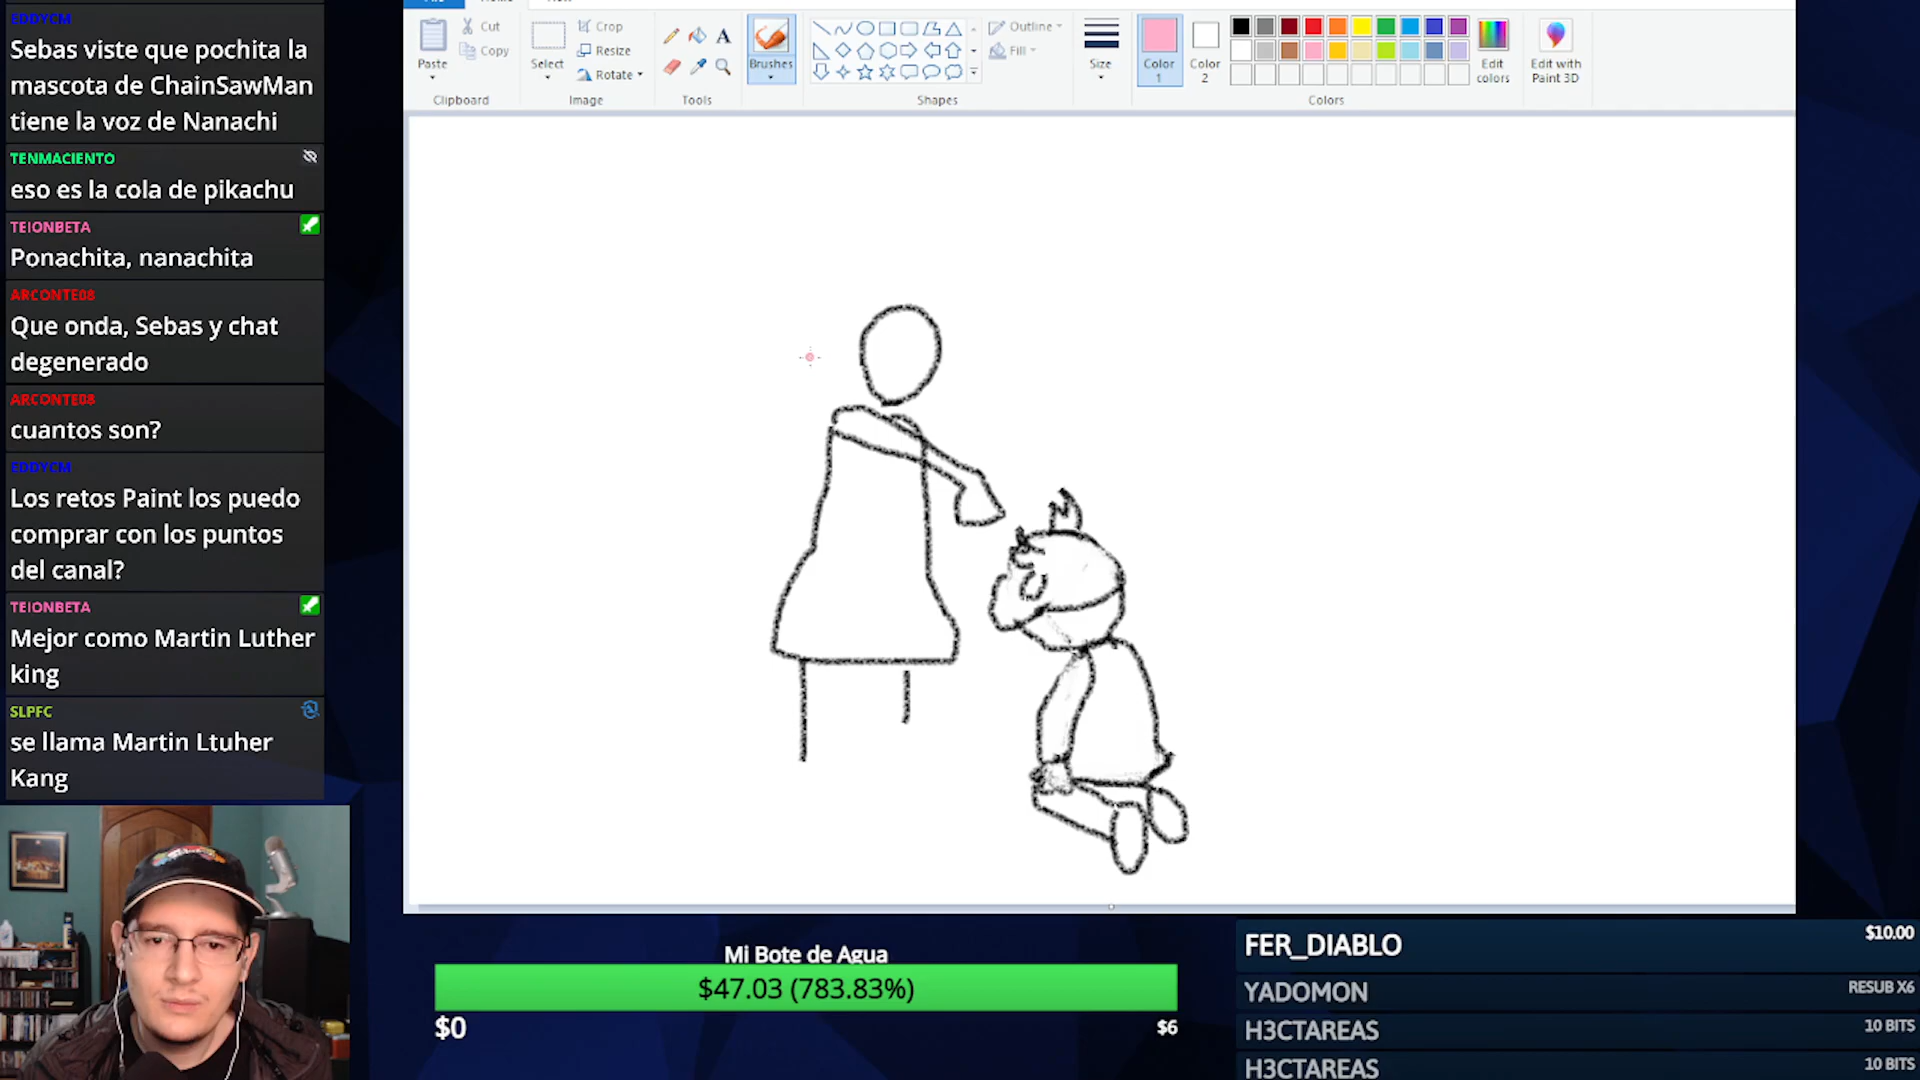 EDDYCM
Sebas viste que pochita la
mascota de ChainSawMan
tiene la voz de Nanachi
TENMACIENTO
eso es la cola de pikachu
TEIONBETA
Ponachita, nanachita
ARCONTE08
Que onda, Sebas y chat
degenerado
ARCONTE08
cuantos son?
EDDYCM
Los retos Paint los puedo
comprar con los puntos
del canal?
TEIONBETA
Mejor como Martin Luther
king
SLPFC
se llama Martin Ltuher
Kang
Cut
Copy
Paste
Clipboard
Crop
Resize
Rotate
Select
Image
A
Tools
Brushes
Outline
Fill
Shapes
Size
Color
1
Color
2
Edit
colors
Edit with
Paint 3D
Colors
Mi Bote de Agua
$47.03 (783.83%)
$0
$6
FER_DIABLO
$10.00
YADOMON
RESUB X6
H3CTAREAS
10 BITS
H3CTAREAS
10 BITS